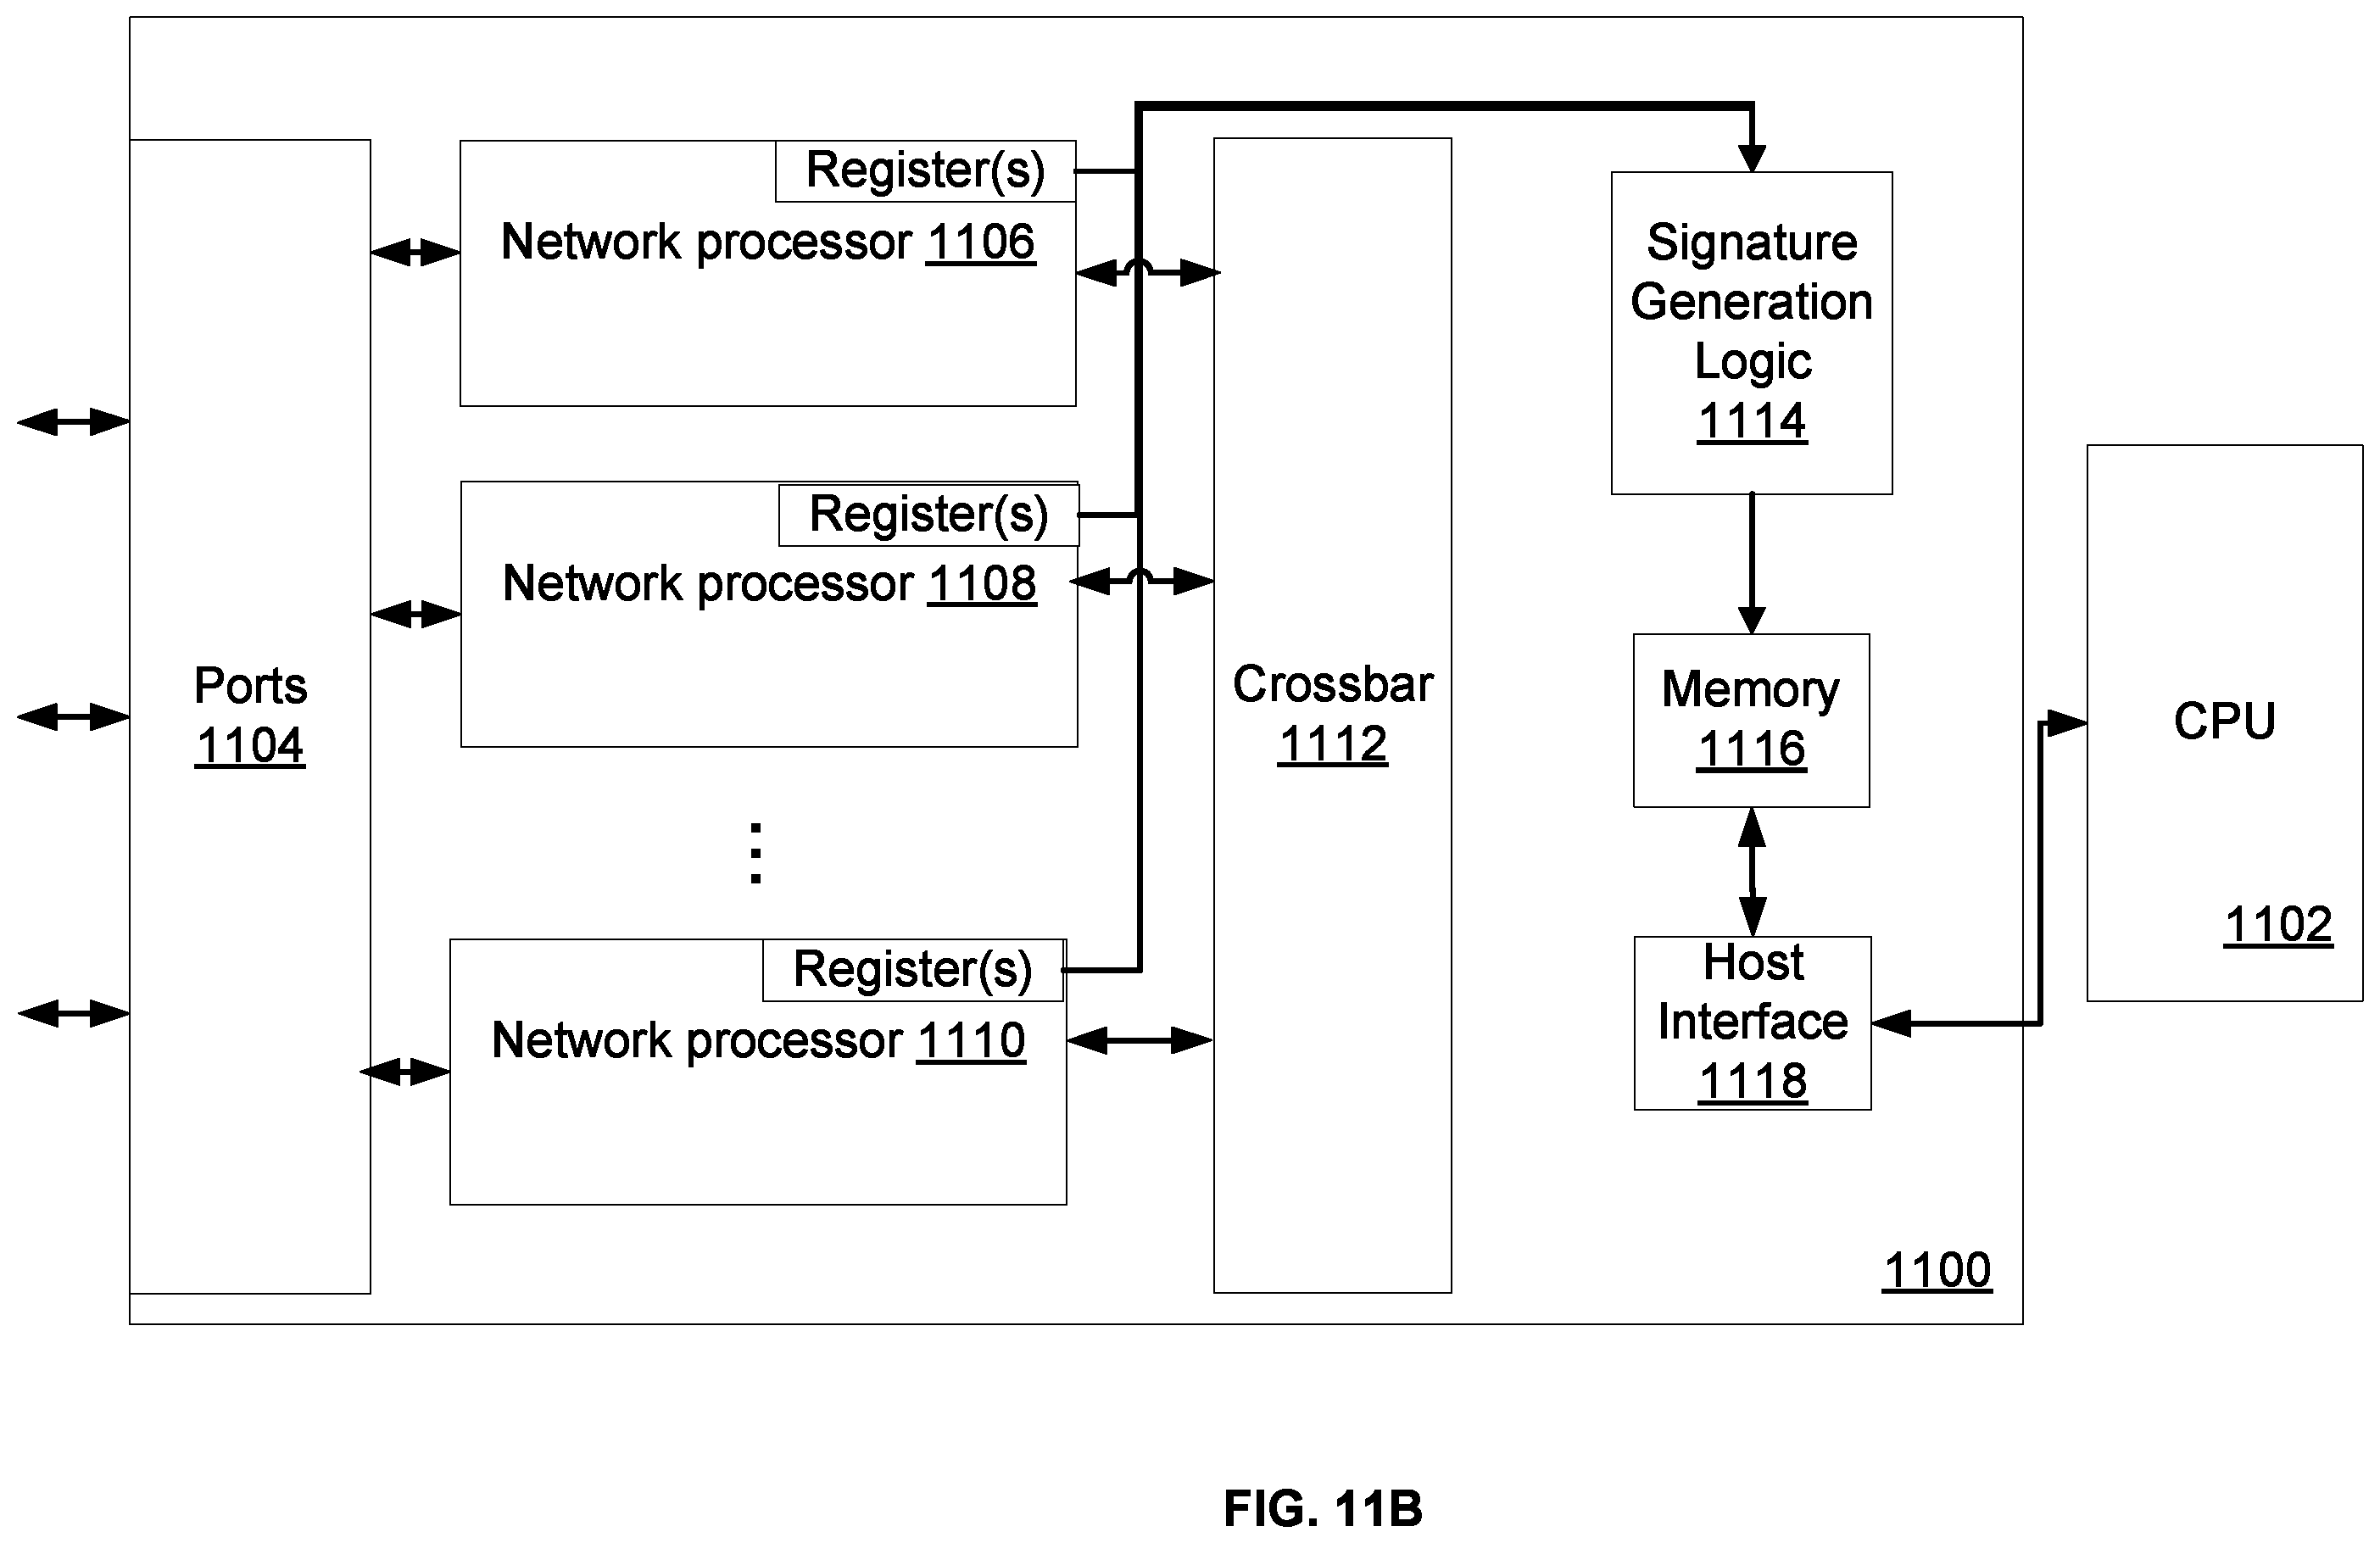 Register(s)
Network processor 1106
Register(s)
Network processor 1108
Register(s)
Network processor 1110
Ports
1104
Crossbar
1112
Signature
Generation
Logic
1114
Memory
1116
Host
Interface
1118
CPU
1102
1100
FIG. 11B